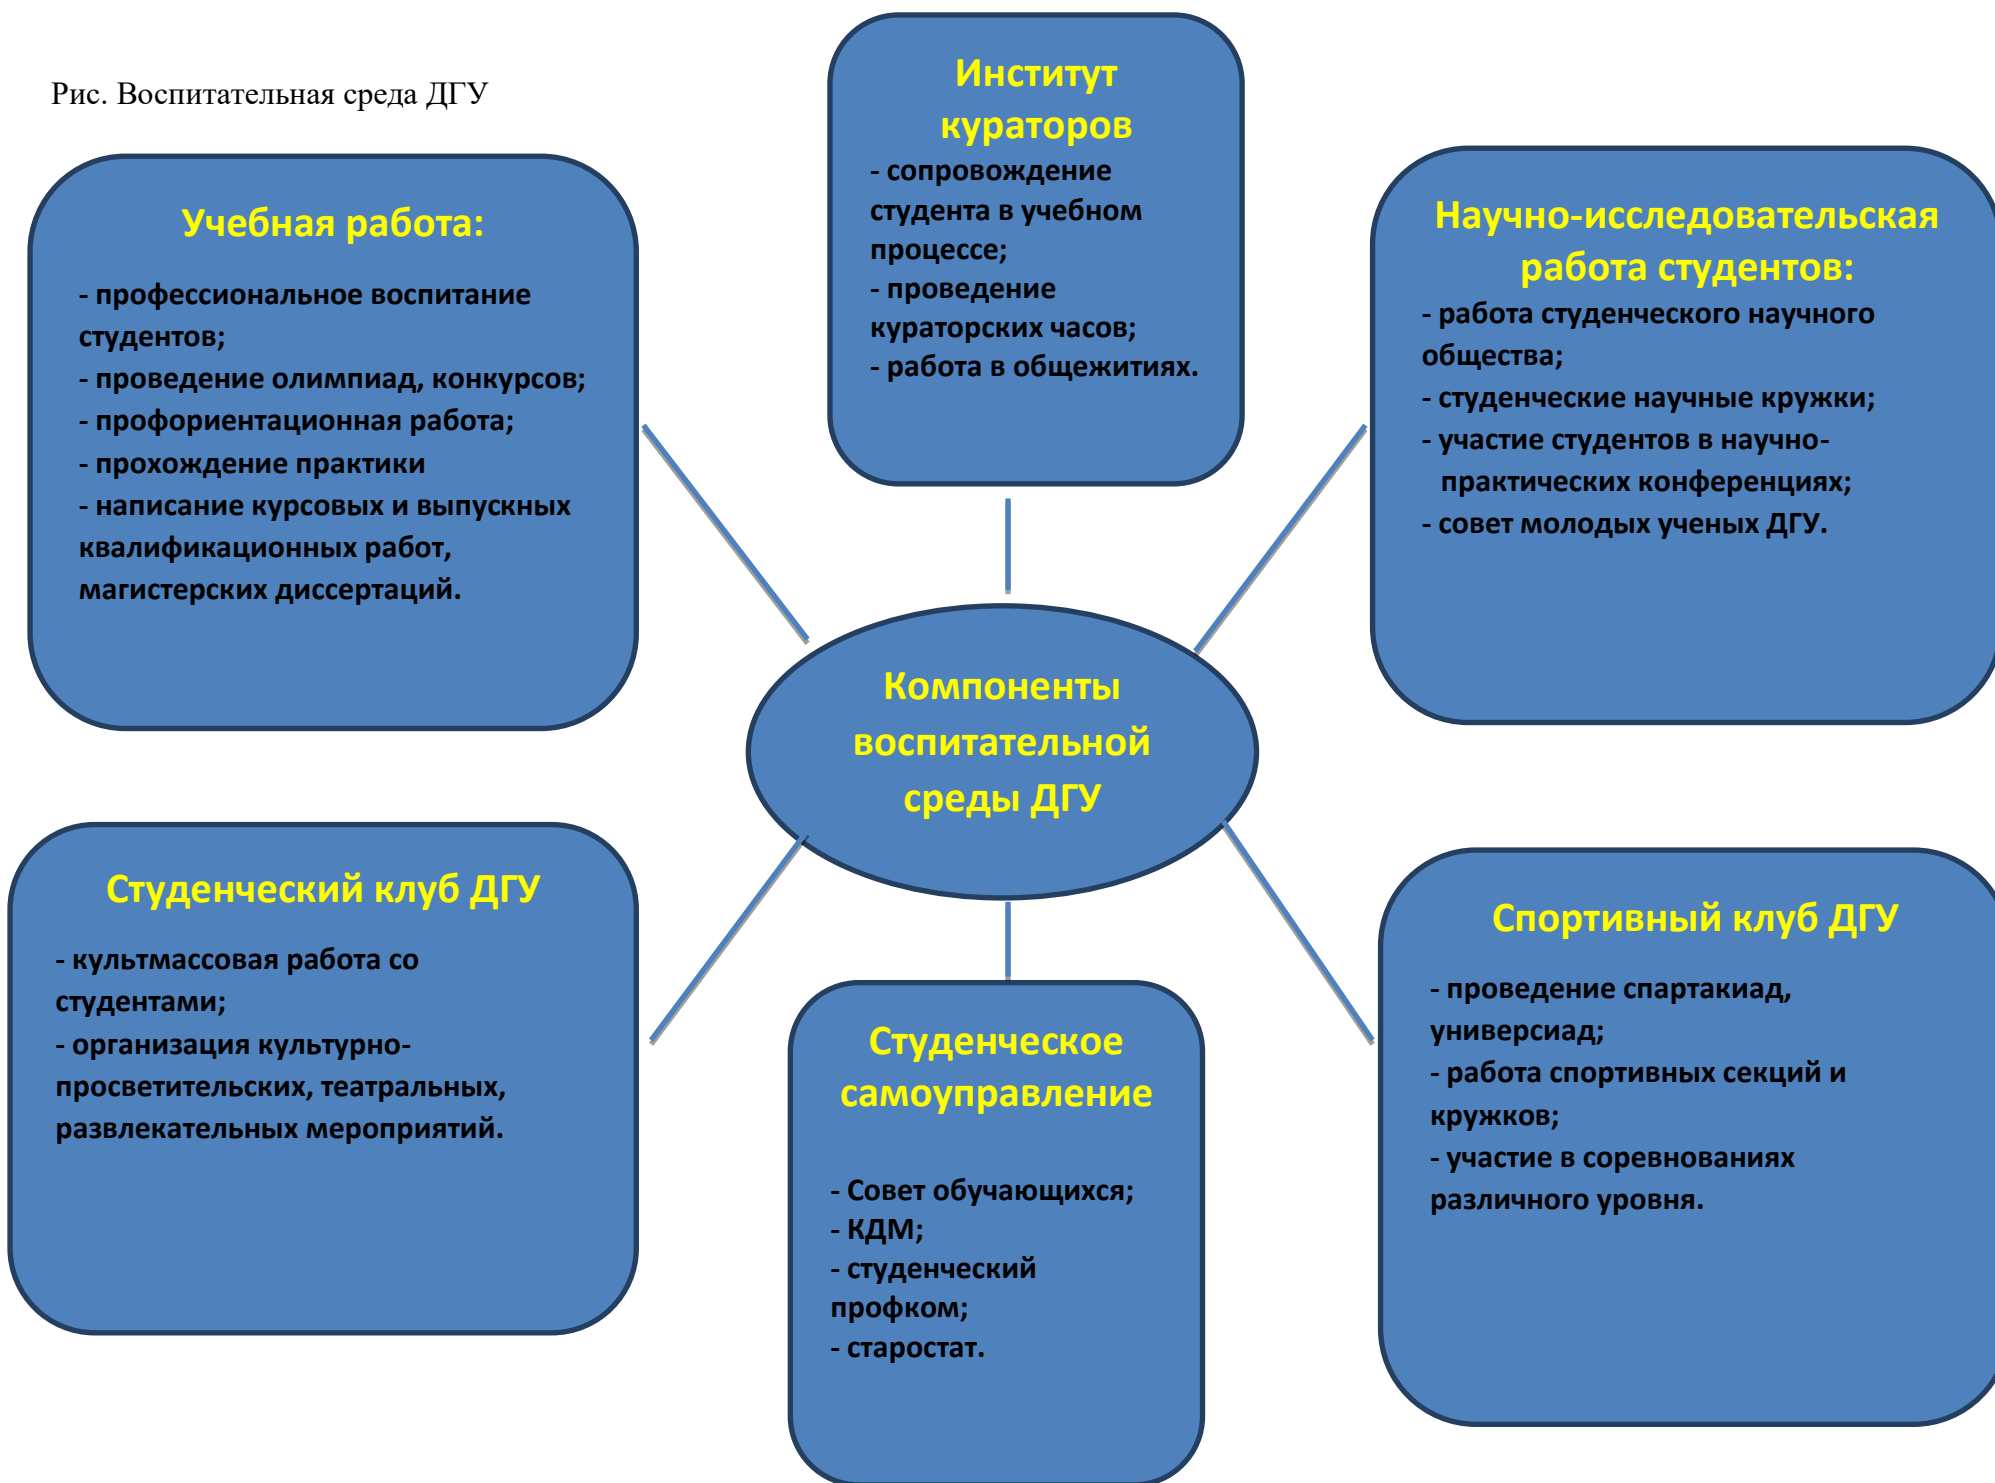 Рис. Воспитательная среда ДГУ
Институт
кураторов
- сопровождение
студента в учебном
процессе;
- проведение
кураторских часов;
- работа в общежитиях.
Учебная работа:
- профессиональное воспитание
студентов;
- проведение олимпиад, конкурсов;
- профориентационная работа;
- прохождение практики
- написание курсовых и выпускных
квалификационных работ,
магистерских диссертаций.
Научно-исследовательская
работа студентов:
- работа студенческого научного
общества;
- студенческие научные кружки;
- участие студентов в научно-
практических конференциях;
- совет молодых ученых ДГУ.
Компоненты
воспитательной
среды ДГУ
Студенческий клуб ДГУ
- культмассовая работа со
студентами;
- организация культурно-
просветительских, театральных,
развлекательных мероприятий.
Студенческое
самоуправление
- Совет обучающихся;
- КДМ;
- студенческий
профком;
- старостат.
Спортивный клуб ДГУ
- проведение спартакиад,
универсиад;
- работа спортивных секций и
кружков;
- участие в соревнованиях
различного уровня.